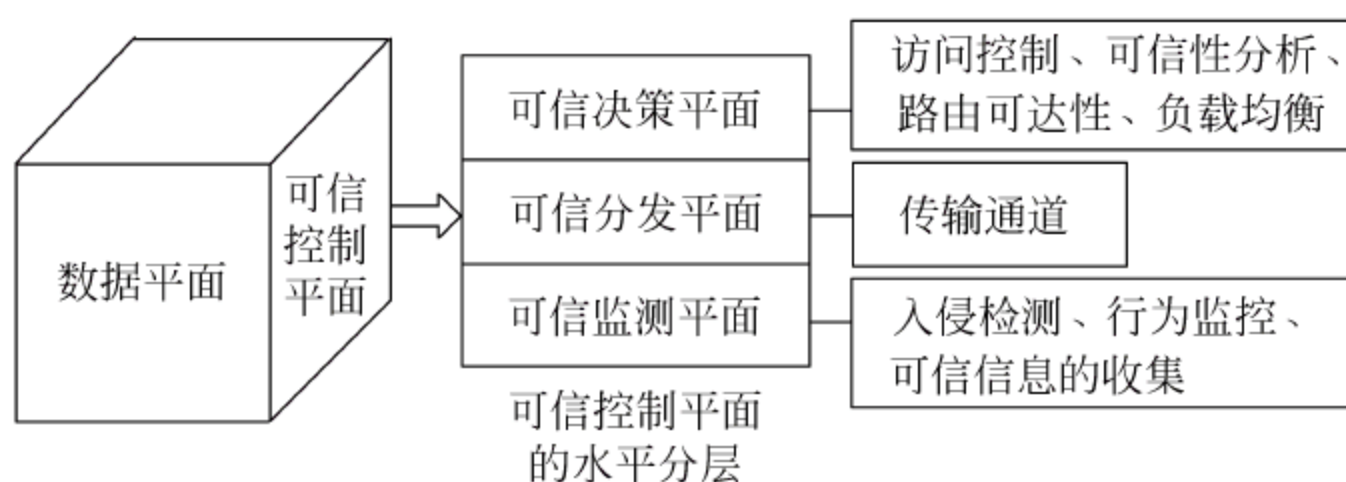 数据平面
可信
控制
平面
可信决策平面
可信分发平面
可信监测平面
可信控制平面
的水平分层
访问控制、可信性分析、
路由可达性、负载均衡
传输通道
入侵检测、行为监控、
可信信息的收集